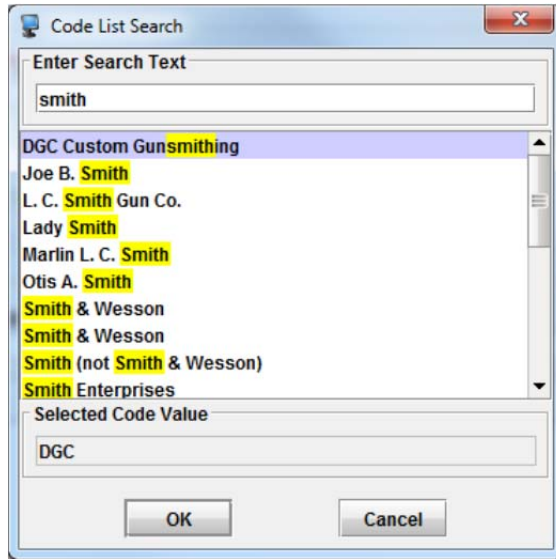 Code List Search
Enter Search Text
smith
DGC Custom Gunsmithing
Joe B. Smith
L. C. Smith Gun Co.
Lady Smith
Marlin L. C. Smith
Otis A. Smith
Smith & Wesson
Smith & Wesson
Smith (not Smith & Wesson)
Smith Enterprises
Selected Code Value
DGC
OK Cancel